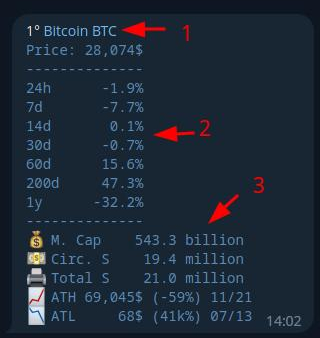 1° Bitcoin BTC 1
Price: 28,074$
--------------
24h -1.9%
7d -7.7%
14d 0.1%
30d -0.7% 2
60d 15.6%
200d 47.3%
1y -32.2% 3
--------------
💰 M. Cap 543.3 billion
💴 Circ. S 19.4 million
🖨 Total S 21.0 million
📈 ATH 69,045$ (-59%) 11/21
📉 ATL 68$ (41k%) 07/13
14:02